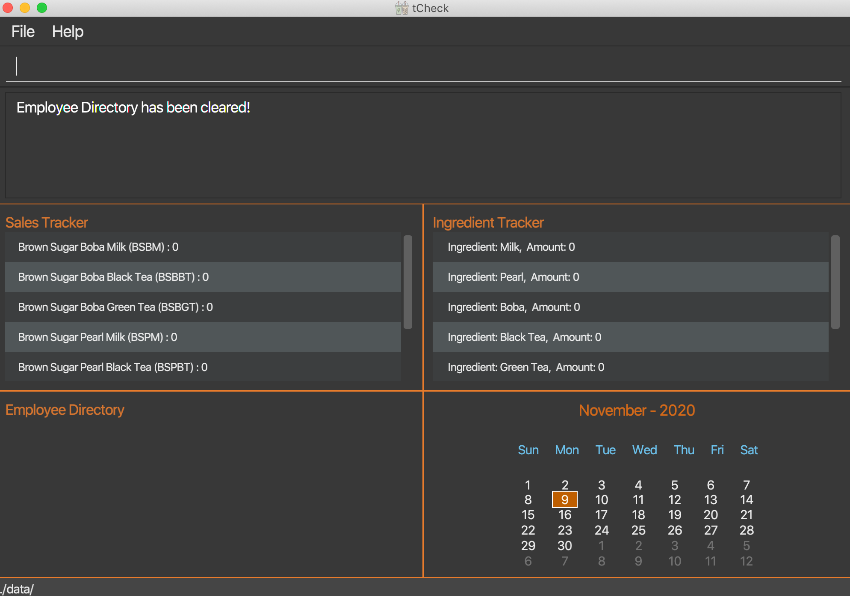 tCheck
File Help
Employee Directory has been cleared!
Sales Tracker
Brown Sugar Boba Milk (BSBM) : 0
Brown Sugar Boba Black Tea (BSBBT) : 0
Brown Sugar Boba Green Tea (BSBGT) : 0
Brown Sugar Pearl Milk (BSPM) : 0
Brown Sugar Pearl Black Tea (BSPBT) : 0
Ingredient Tracker
Ingredient: Milk, Amount: 0
Ingredient: Pearl, Amount: 0
Ingredient: Boba, Amount: 0
Ingredient: Black Tea, Amount: 0
Ingredient: Green Tea, Amount: 0
Employee Directory
November - 2020
Sun Mon Tue Wed Thu Fri Sat
1 2 3 4 5 6 7
8 9 10 11 12 13 14
15 16 17 18 19 20 21
22 23 24 25 26 27 28
29 30 1 2 3 4 5
6 7 8 9 10 11 12
./data/